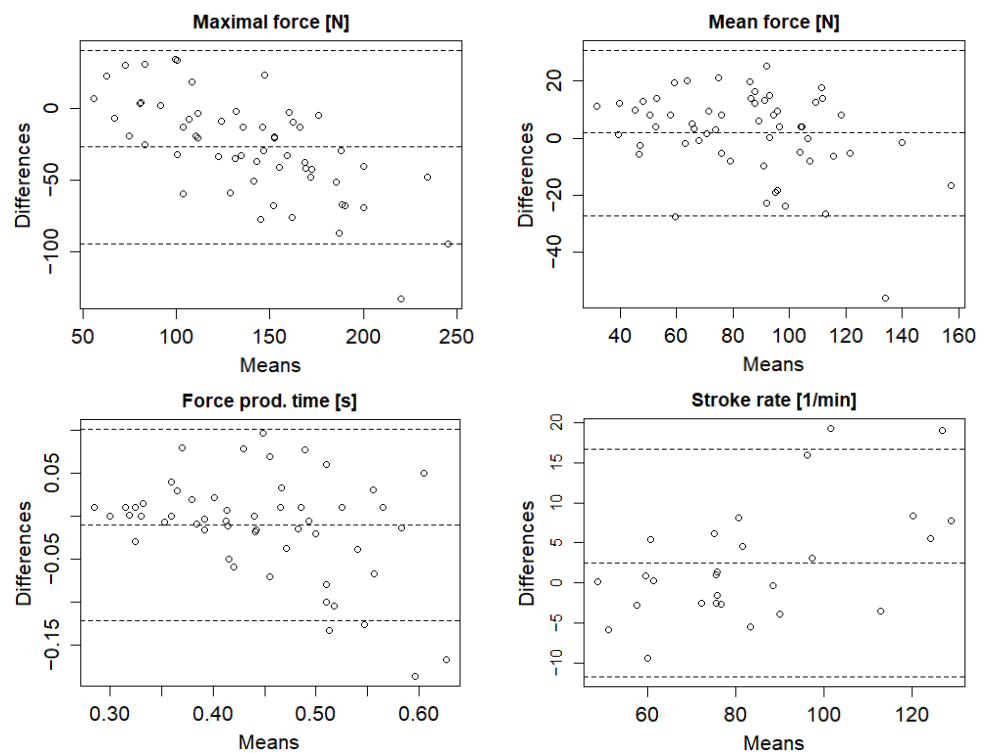 Maximal force [N]
Differences
0
−50
−100
50 100 150 200 250
Means
Mean force [N]
Differences
20
0
−20
−40
40 60 80 100 120 140 160
Means
Force prod. time [s]
Differences
0.05
−0.05
−0.15
0.30 0.40 0.50 0.60
Means
Stroke rate [1/min]
Differences
20
15
10
5
0
−5
−10
60 80 100 120
Means